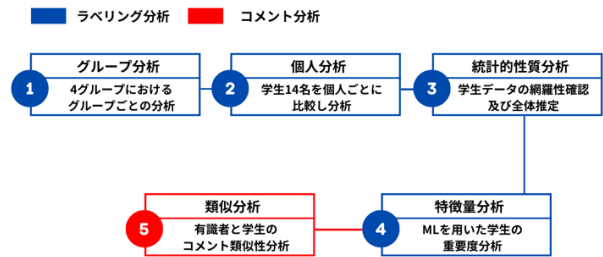 ラベリング分析
コメント分析
1
グループ分析
4グループにおける
グループごとの分析
2
個人分析
学生14名を個人ごとに
比較し分析
3
統計的性質分析
学生データの網羅性確認
及び全体推定
4
特徴量分析
MLを用いた学生の
重要度分析
5
類似分析
有識者と学生の
コメント類似性分析